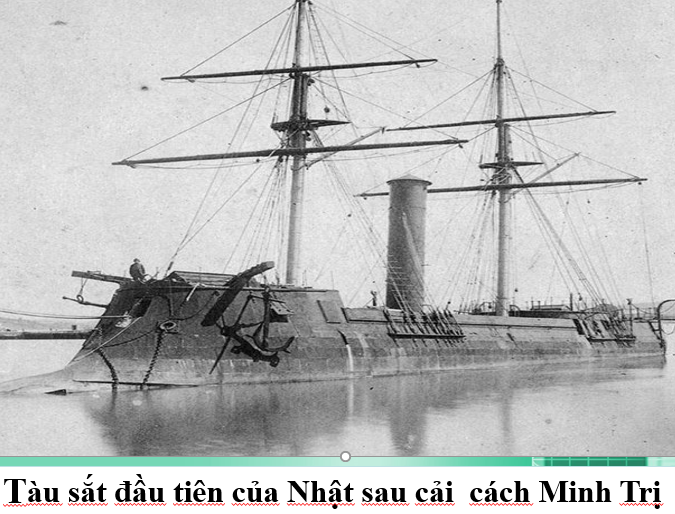 Tàu sắt đầu tiên của Nhật sau cải  cách Minh Trị